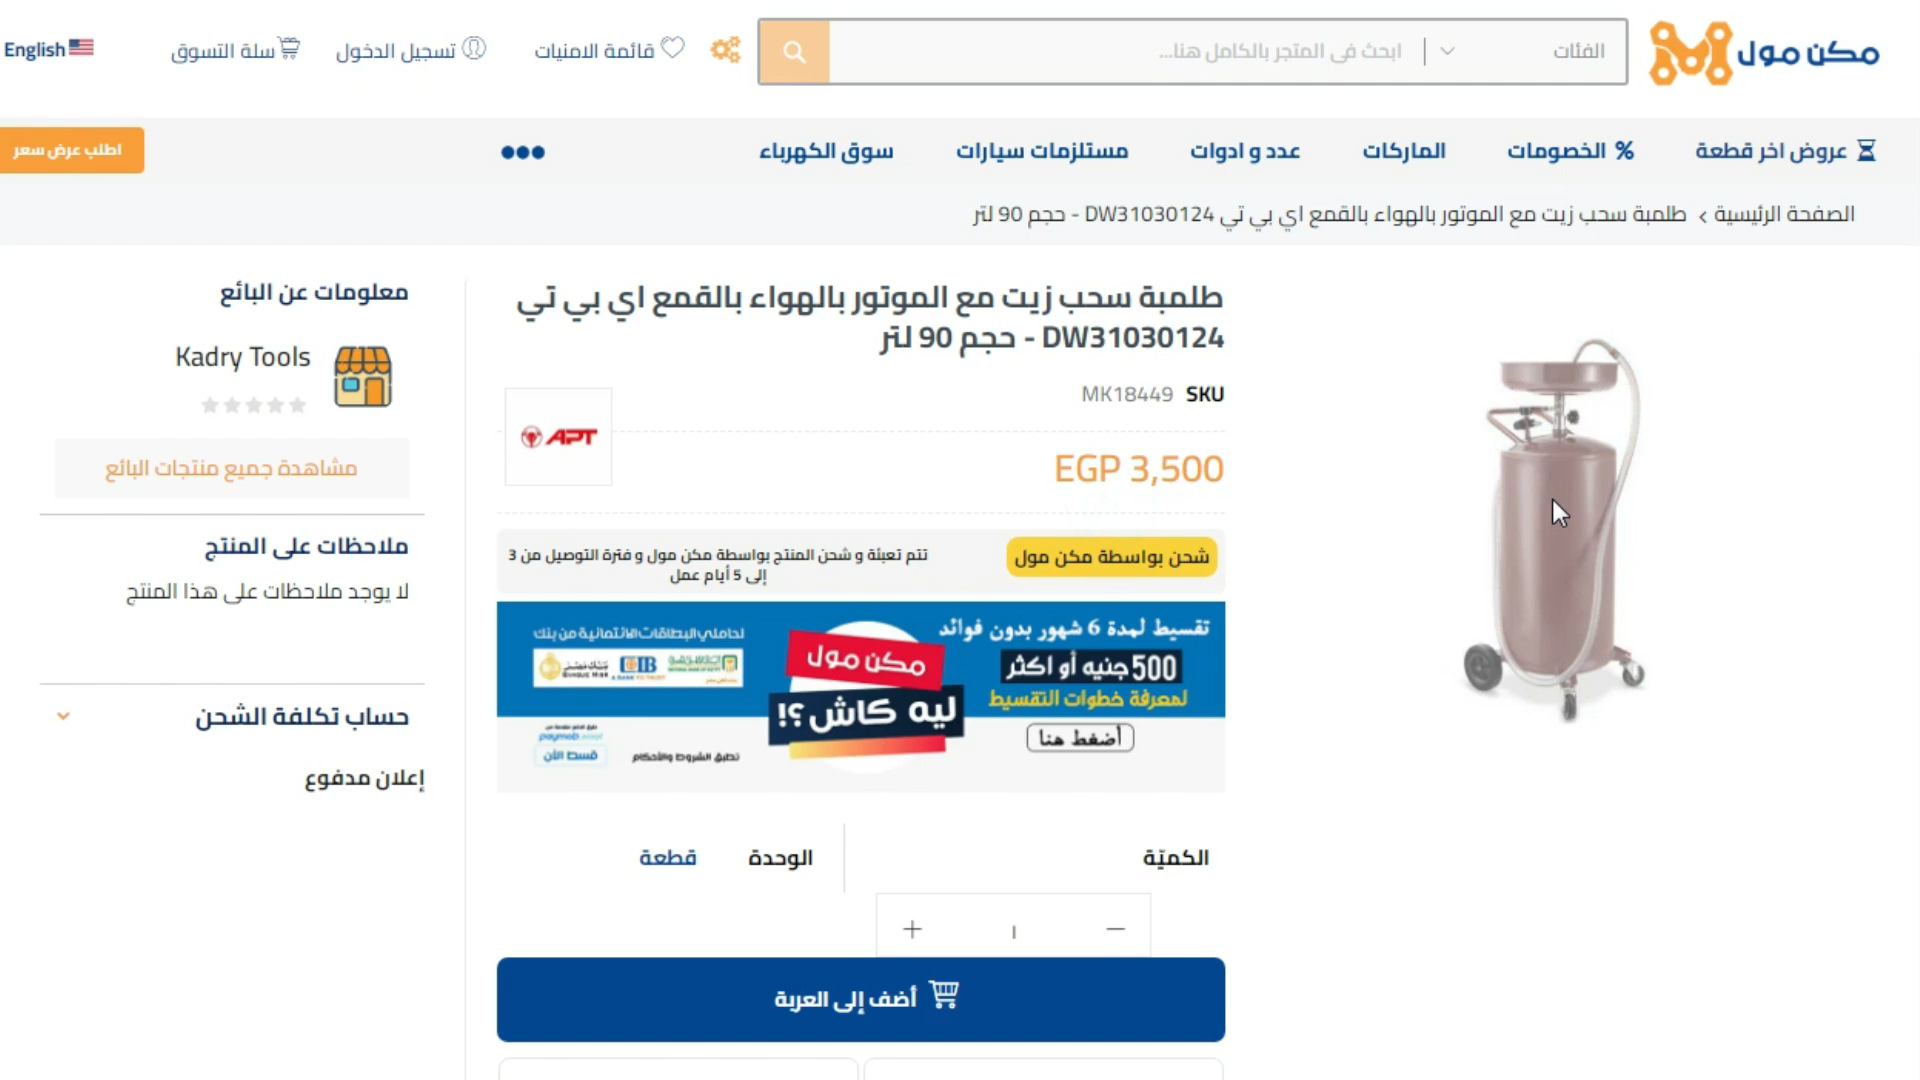 مكن مول
الفئات
ابحث فى المتجر بالكامل هنا...
قائمة الامنيات
تسجيل الدخول
سلة التسوق
English
عروض اخر قطعة
% الخصومات
الماركات
عدد و ادوات
مستلزمات سيارات
سوق الكهرباء
اطلب عرض سعر
الصفحة الرئيسية › طلمبة سحب زيت مع الموتور بالهواء بالقمع اي بي تي DW31030124 - حجم 90 لتر
طلمبة سحب زيت مع الموتور بالهواء بالقمع اي بي تي
DW31030124 - حجم 90 لتر
SKU MK18449
APT
EGP 3,500
شحن بواسطة مكن مول
تتم تعبئة و شحن المنتج بواسطة مكن مول و فترة التوصيل من 3
إلى 5 أيام عمل
تقسيط لمدة 6 شهور بدون فوائد
500جنيه أو اكثر
لمعرفة خطوات التقسيط
أضغط هنا
مكن مول
ليه كاش؟!
لحاملي البطاقات الائتمانية من بنك
CIB
paymob
قسط الآن
تطبق الشروط والأحكام
الكميّة
الوحدة
قطعة
+
١
−
أضف إلى العربة
معلومات عن البائع
Kadry Tools
مشاهدة جميع منتجات البائع
ملاحظات على المنتج
لا يوجد ملاحظات على هذا المنتج
حساب تكلفة الشحن
إعلان مدفوع